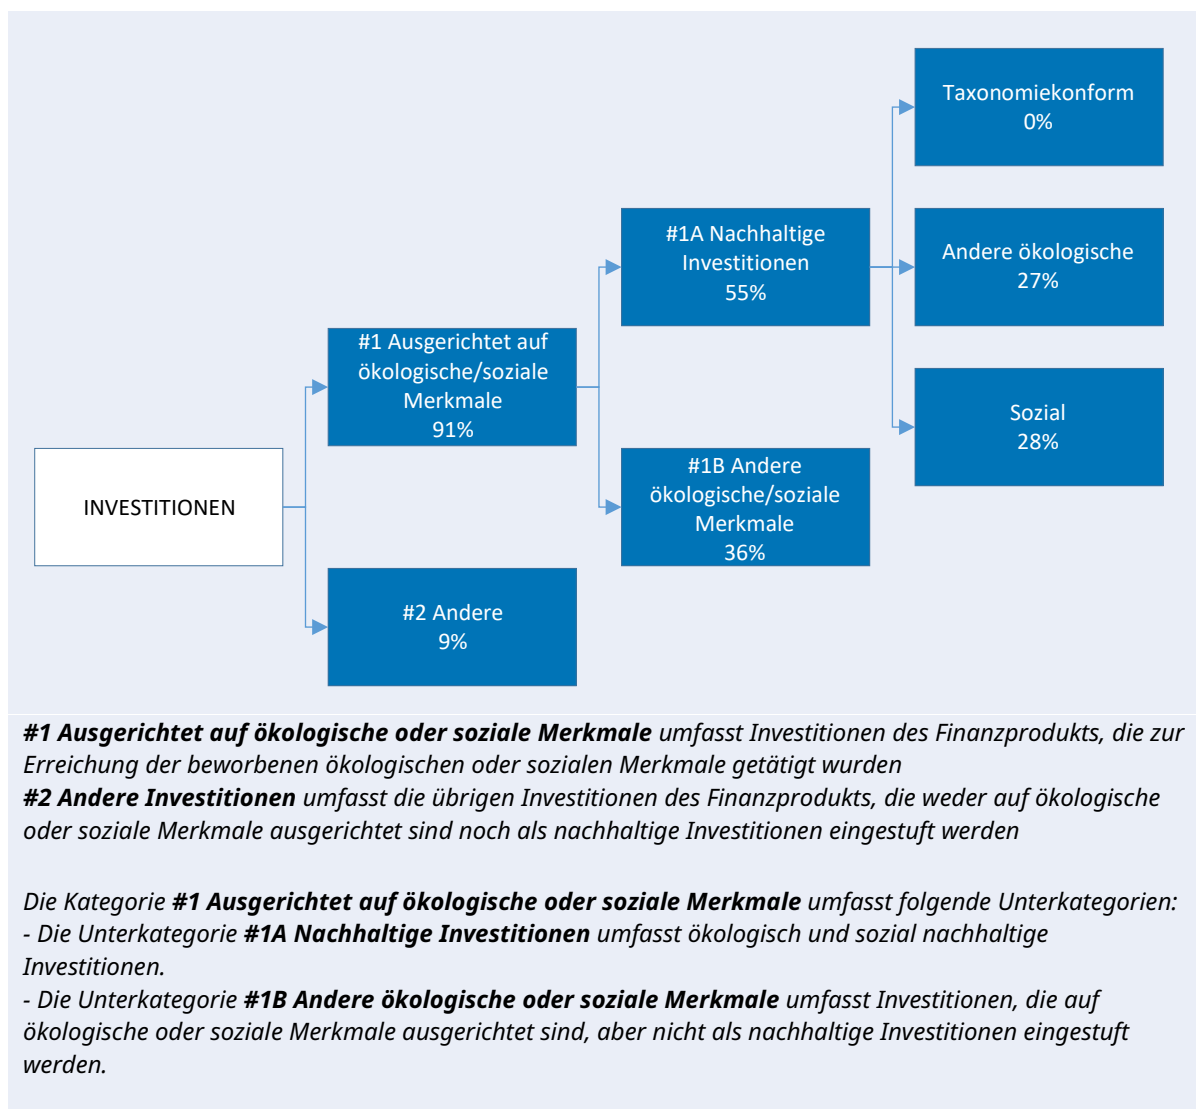 Taxonomiekonform
0%
#1A Nachhaltige
Investitionen
55%
Andere ökologische
27%
#1 Ausgerichtet auf
ökologische/soziale
Merkmale
91%
Sozial
28%
INVESTITIONEN
#1B Andere
ökologische/soziale
Merkmale
36%
#2 Andere
9%
#1 Ausgerichtet auf ökologische oder soziale Merkmale umfasst Investitionen des Finanzprodukts, die zur
Erreichung der beworbenen ökologischen oder sozialen Merkmale getätigt wurden
#2 Andere Investitionen umfasst die übrigen Investitionen des Finanzprodukts, die weder auf ökologische
oder soziale Merkmale ausgerichtet sind noch als nachhaltige Investitionen eingestuft werden
Die Kategorie #1 Ausgerichtet auf ökologische oder soziale Merkmale umfasst folgende Unterkategorien:
- Die Unterkategorie #1A Nachhaltige Investitionen umfasst ökologisch und sozial nachhaltige
Investitionen.
- Die Unterkategorie #1B Andere ökologische oder soziale Merkmale umfasst Investitionen, die auf
ökologische oder soziale Merkmale ausgerichtet sind, aber nicht als nachhaltige Investitionen eingestuft
werden.